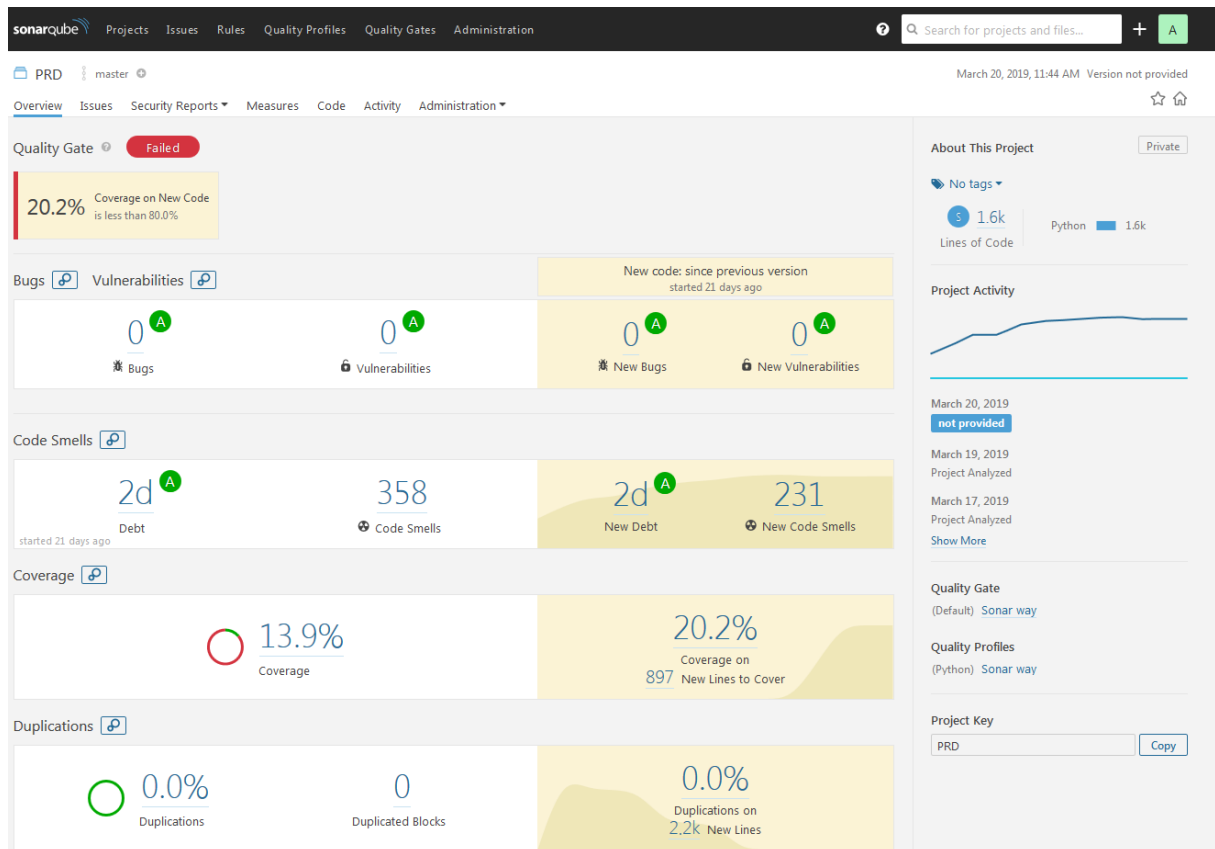 sonarqube Projects Issues Rules Quality Profiles Quality Gates Administration ? Search for projects and files... + A
PRD master
March 20, 2019, 11:44 AM Version not provided
Overview Issues Security Reports Measures Code Activity Administration
Quality Gate ? Failed
20.2% Coverage on New Code
is less than 80.0%
Bugs Vulnerabilities
New code: since previous version
started 21 days ago
0 A
Bugs
0 A
Vulnerabilities
0 A
New Bugs
0 A
New Vulnerabilities
Code Smells
2d A
Debt
started 21 days ago
358
Code Smells
2d A
New Debt
231
New Code Smells
Coverage
13.9%
Coverage
20.2%
Coverage on
897 New Lines to Cover
Duplications
0.0%
Duplications
0
Duplicated Blocks
0.0%
Duplications on
2.2k New Lines
About This Project Private
No tags
S 1.6k
Lines of Code
Python 1.6k
Project Activity
March 20, 2019
not provided
March 19, 2019
Project Analyzed
March 17, 2019
Project Analyzed
Show More
Quality Gate
(Default) Sonar way
Quality Profiles
(Python) Sonar way
Project Key
PRD Copy